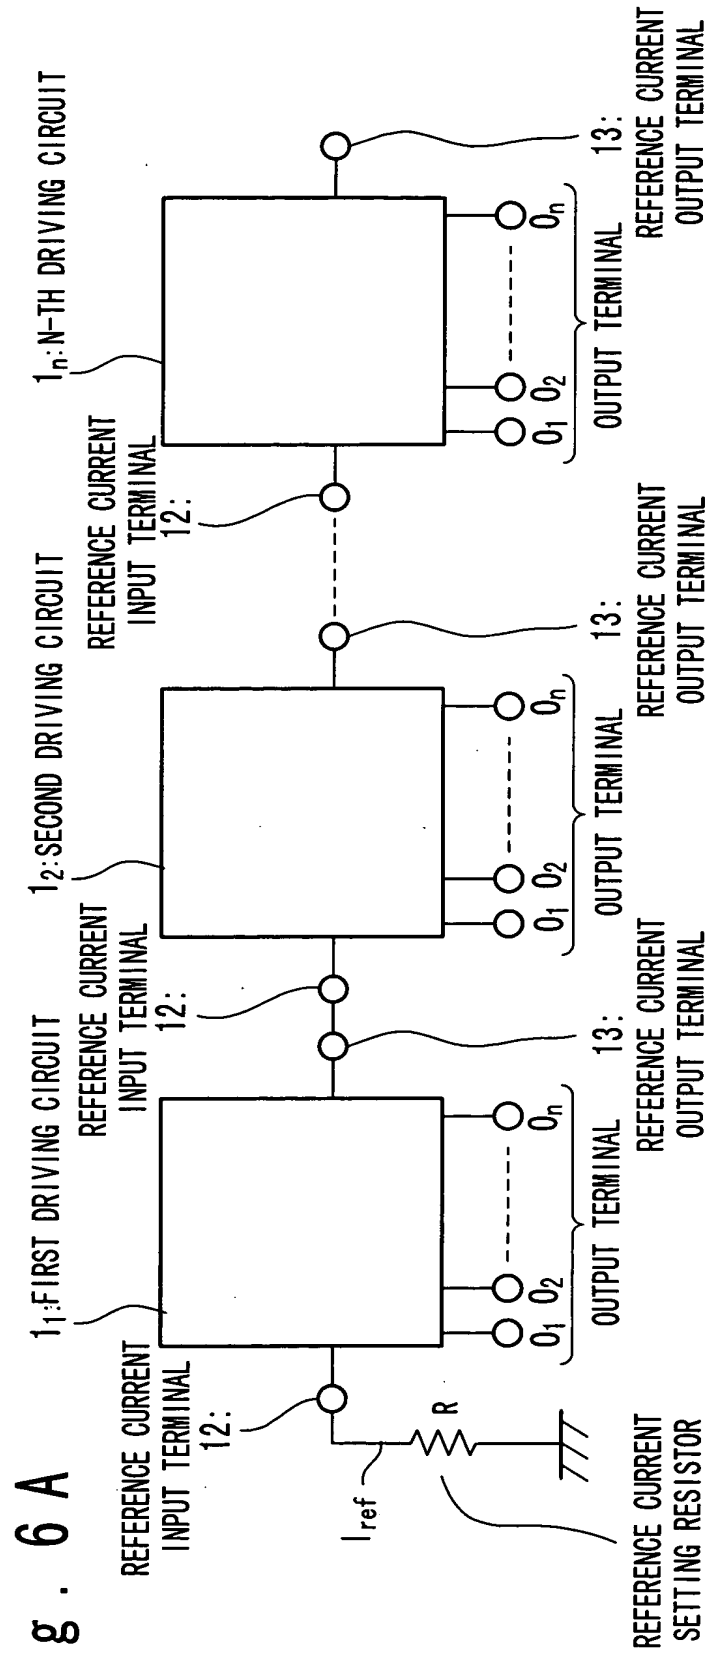 g. 6A
1₁:FIRST DRIVING CIRCUIT
1₂:SECOND DRIVING CIRCUIT
1ₙ:N-TH DRIVING CIRCUIT
REFERENCE CURRENT
INPUT TERMINAL
12:
REFERENCE CURRENT
INPUT TERMINAL
12:
REFERENCE CURRENT
INPUT TERMINAL
12:
Iref
R
O₁ O₂ Oₙ
O₁ O₂ Oₙ
O₁ O₂ Oₙ
OUTPUT TERMINAL
OUTPUT TERMINAL
OUTPUT TERMINAL
REFERENCE CURRENT
SETTING RESISTOR
13:
REFERENCE CURRENT
OUTPUT TERMINAL
13:
REFERENCE CURRENT
OUTPUT TERMINAL
13:
REFERENCE CURRENT
OUTPUT TERMINAL